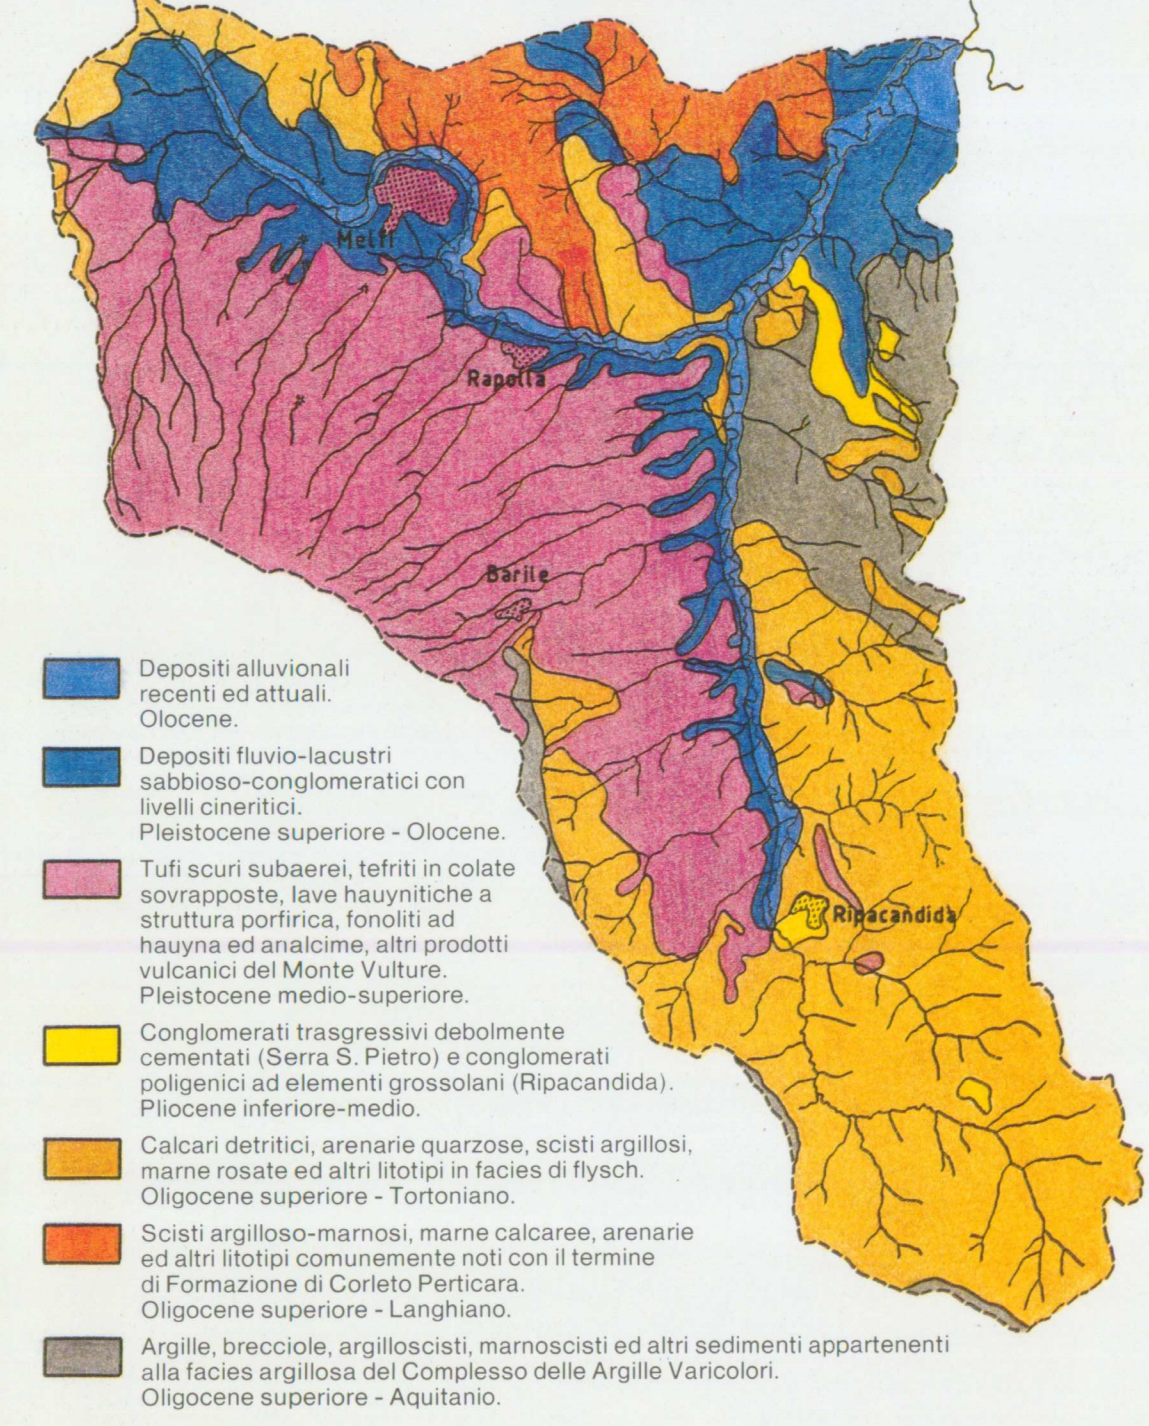 Melfi
Rapolla
Barile
Ripacandida
Depositi alluvionali
recenti ed attuali.
Olocene.
Depositi fluvio-lacustri
sabbioso-conglomeratici con
livelli cineritici.
Pleistocene superiore - Olocene.
Tufi scuri subaerei, tefriti in colate
sovrapposte, lave hauynitiche a
struttura porfirica, fonoliti ad
hauyna ed analcime, altri prodotti
vulcanici del Monte Vulture.
Pleistocene medio-superiore.
Conglomerati trasgressivi debolmente
cementati (Serra S. Pietro) e conglomerati
poligenici ad elementi grossolani (Ripacandida).
Pliocene inferiore-medio.
Calcari detritici, arenarie quarzose, scisti argillosi,
marne rosate ed altri litotipi in facies di flysch.
Oligocene superiore - Tortoniano.
Scisti argilloso-marnosi, marne calcaree, arenarie
ed altri litotipi comunemente noti con il termine
di Formazione di Corleto Perticara.
Oligocene superiore - Langhiano.
Argille, brecciole, argilloscisti, marnoscisti ed altri sedimenti appartenenti
alla facies argillosa del Complesso delle Argille Varicolori.
Oligocene superiore - Aquitanio.